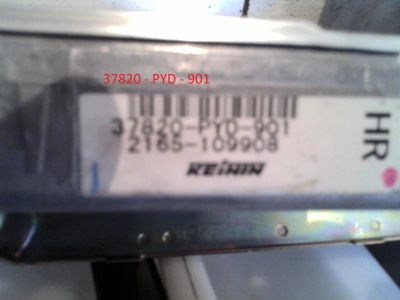 37820 - PYD - 901
37820-PYD-901
2165-109908
KEIHIN
HR